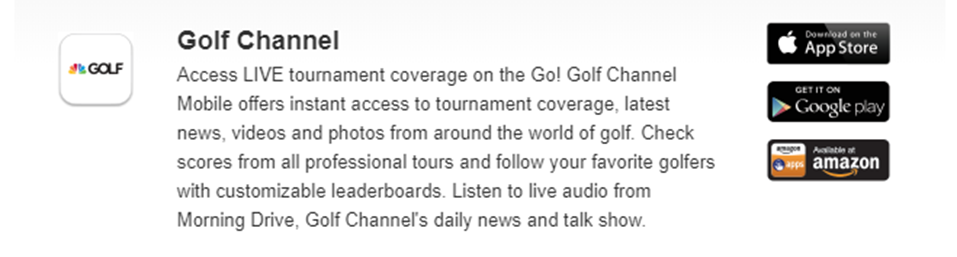 Golf Channel
Access LIVE tournament coverage on the Go! Golf Channel
Mobile offers instant access to tournament coverage, latest
news, videos and photos from around the world of golf. Check
scores from all professional tours and follow your favorite golfers
with customizable leaderboards. Listen to live audio from
Morning Drive, Golf Channel's daily news and talk show.
GOLF
Download on the
App Store
GET IT ON
Google play
amazon
apps
Available at
amazon